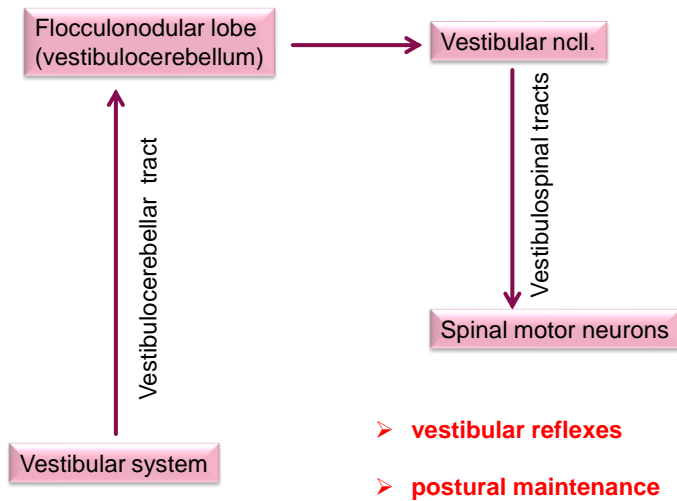 Flocculonodular lobe
(vestibulocerebellum)
Vestibular ncll.
Vestibulocerebellar tract
Vestibulospinal tracts
Spinal motor neurons
Vestibular system
➢ vestibular reflexes
➢ postural maintenance